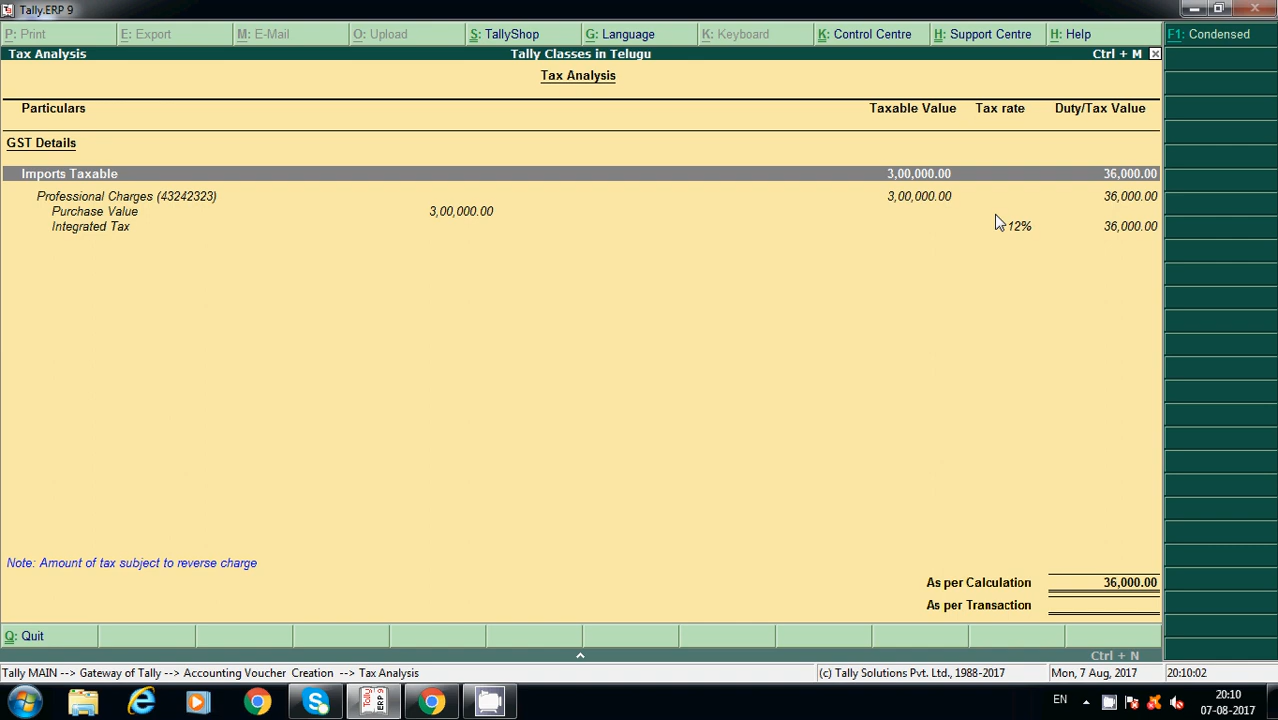 Tally.ERP 9
P: Print E: Export M: E-Mail O: Upload S: TallyShop G: Language K: Keyboard K: Control Centre H: Support Centre H: Help F1: Condensed
Tax Analysis Tally Classes in Telugu Ctrl + M
Tax Analysis
Particulars Taxable Value Tax rate Duty/Tax Value
GST Details
Imports Taxable 3,00,000.00 36,000.00
Professional Charges (43242323) 3,00,000.00 36,000.00
Purchase Value 3,00,000.00
Integrated Tax 12% 36,000.00
Note: Amount of tax subject to reverse charge
As per Calculation 36,000.00
As per Transaction
Q: Quit
Ctrl + N
Tally MAIN --> Gateway of Tally --> Accounting Voucher Creation --> Tax Analysis (c) Tally Solutions Pvt. Ltd., 1988-2017 Mon, 7 Aug, 2017 20:10:02
Tally ERP 9 EN 20:10
07-08-2017